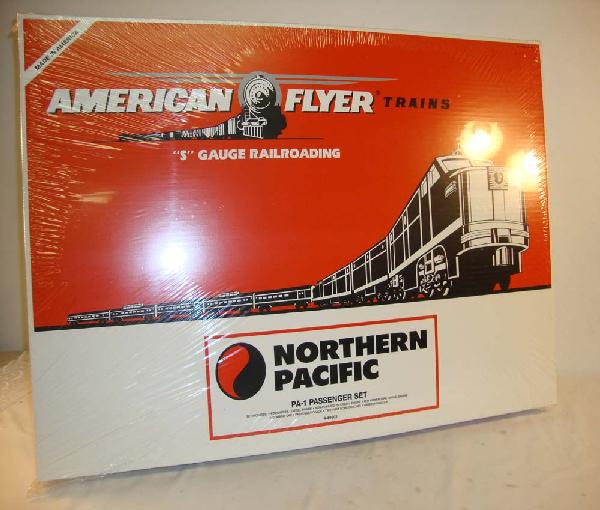 MADE IN AMERICA
AMERICAN FLYER TRAINS
"S" GAUGE RAILROADING
NORTHERN
PACIFIC
PA-1 PASSENGER SET